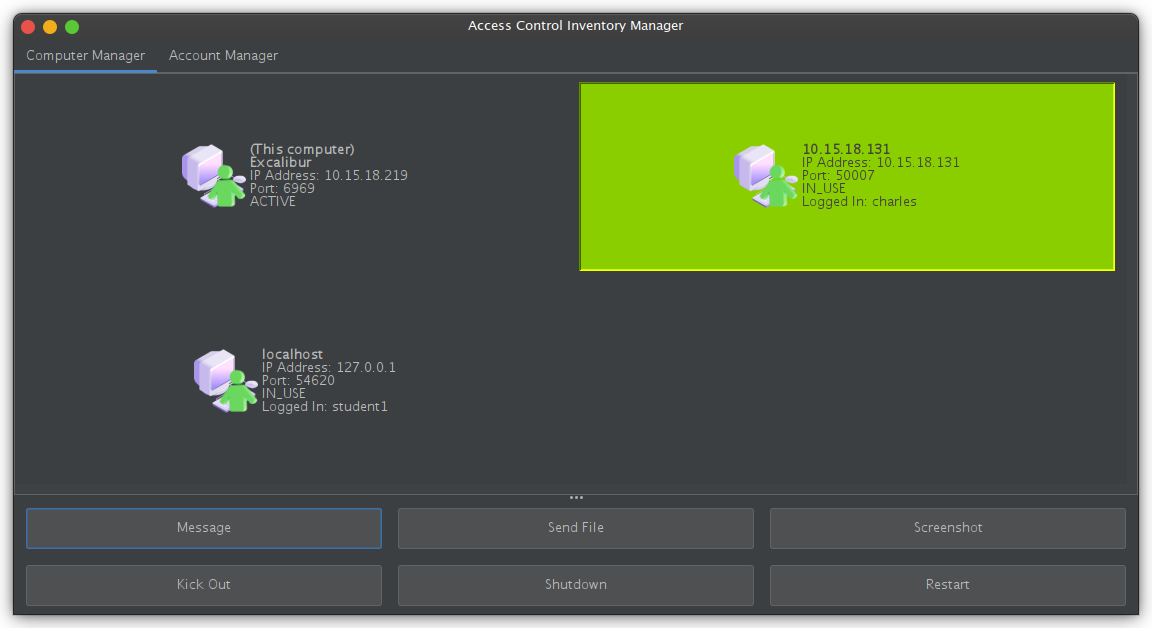 Access Control Inventory Manager
Computer Manager
Account Manager
(This computer)
Excalibur
IP Address: 10.15.18.219
Port: 6969
ACTIVE
10.15.18.131
IP Address: 10.15.18.131
Port: 50007
IN_USE
Logged In: charles
localhost
IP Address: 127.0.0.1
Port: 54620
IN_USE
Logged In: student1
Message
Send File
Screenshot
Kick Out
Shutdown
Restart